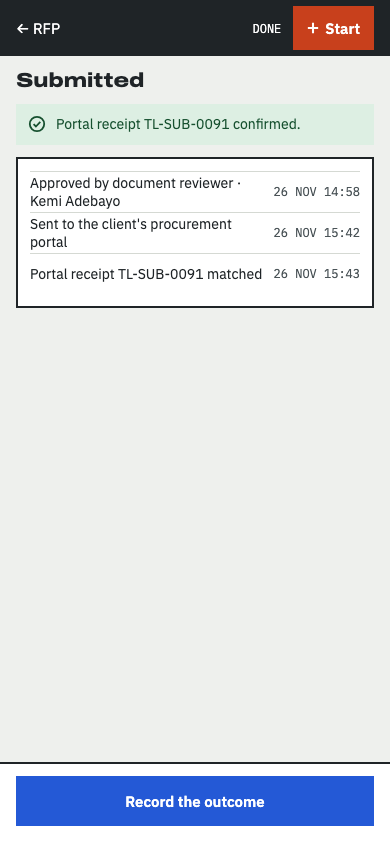 ← RFP
DONE
+ Start
Submitted
Portal receipt TL-SUB-0091 confirmed.
Approved by document reviewer ·
Kemi Adebayo
26 NOV 14:58
Sent to the client's procurement
portal
26 NOV 15:42
Portal receipt TL-SUB-0091 matched
26 NOV 15:43
Record the outcome